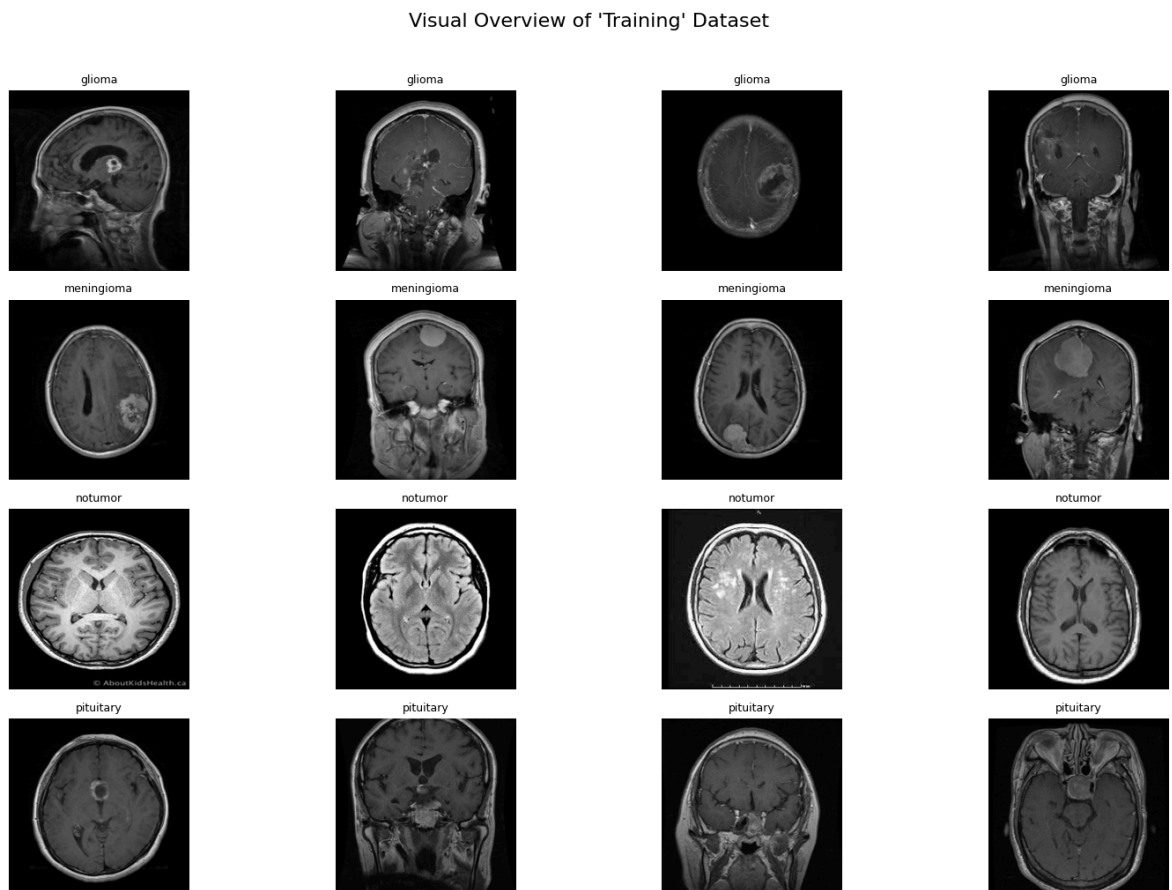 Visual Overview of 'Training' Dataset
glioma
glioma
glioma
glioma
meningioma
meningioma
meningioma
meningioma
notumor
notumor
notumor
notumor
© AboutKidsHealth.ca
pituitary
pituitary
pituitary
pituitary